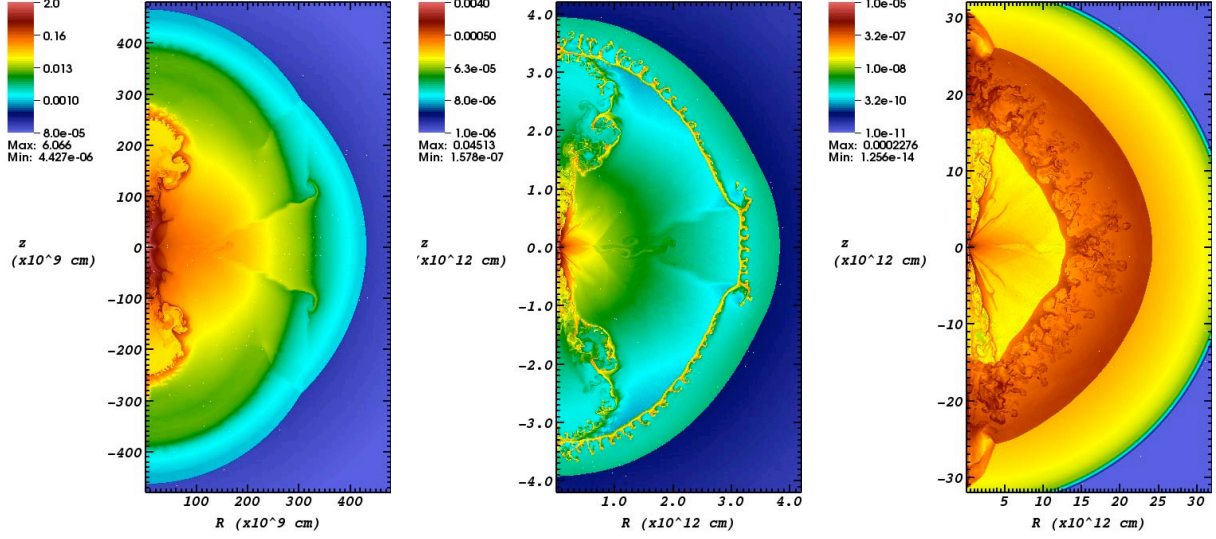 2.0
0.16
0.013
0.0010
8.0e-05
Max: 6.066
Min: 4.427e-06
400
300
200
100
0
-100
-200
-300
-400
z
(x10^9 cm)
100 200 300 400
R (x10^9 cm)
0.0040
0.00050
6.3e-05
8.0e-06
1.0e-06
Max: 0.04513
Min: 1.578e-07
4.0
3.0
2.0
1.0
0.0
-1.0
-2.0
-3.0
-4.0
z
(x10^12 cm)
1.0 2.0 3.0 4.0
R (x10^12 cm)
1.0e-05
3.2e-07
1.0e-08
3.2e-10
1.0e-11
Max: 0.0002276
Min: 1.256e-14
30
20
10
0
-10
-20
-30
z
(x10^12 cm)
5 10 15 20 25 30
R (x10^12 cm)